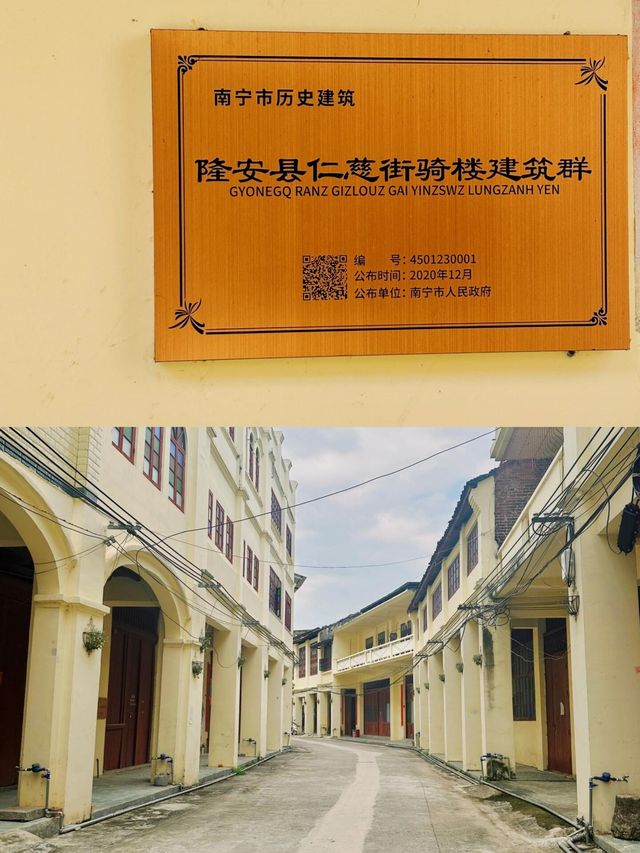 南宁市历史建筑
隆安县仁慈街骑楼建筑群
GYONEGQ RANZ GIZLOUZ GAI YINZSWZ LUNGZANH YEN
编 号：4501230001
公布时间：2020年12月
公布单位：南宁市人民政府